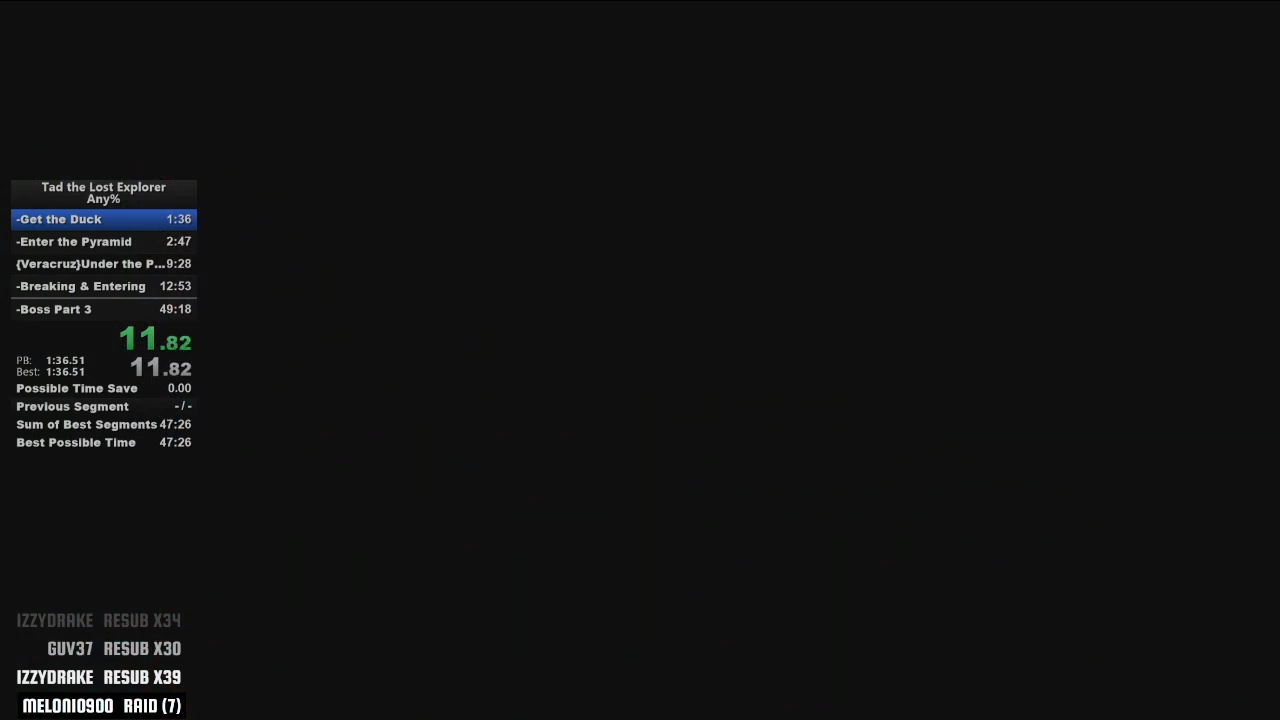 Tad the Lost Explorer
Any%
-Get the Duck 1:36
-Enter the Pyramid 2:47
{Veracruz}Under the P... 9:28
-Breaking & Entering 12:53
-Boss Part 3 49:18
11.82
PB: 1:36.51
Best: 1:36.51 11.82
Possible Time Save 0.00
Previous Segment - / -
Sum of Best Segments 47:26
Best Possible Time 47:26
IZZYDRAKE RESUB X34
GUV37 RESUB X30
IZZYDRAKE RESUB X39
MELONI0900 RAID (7)